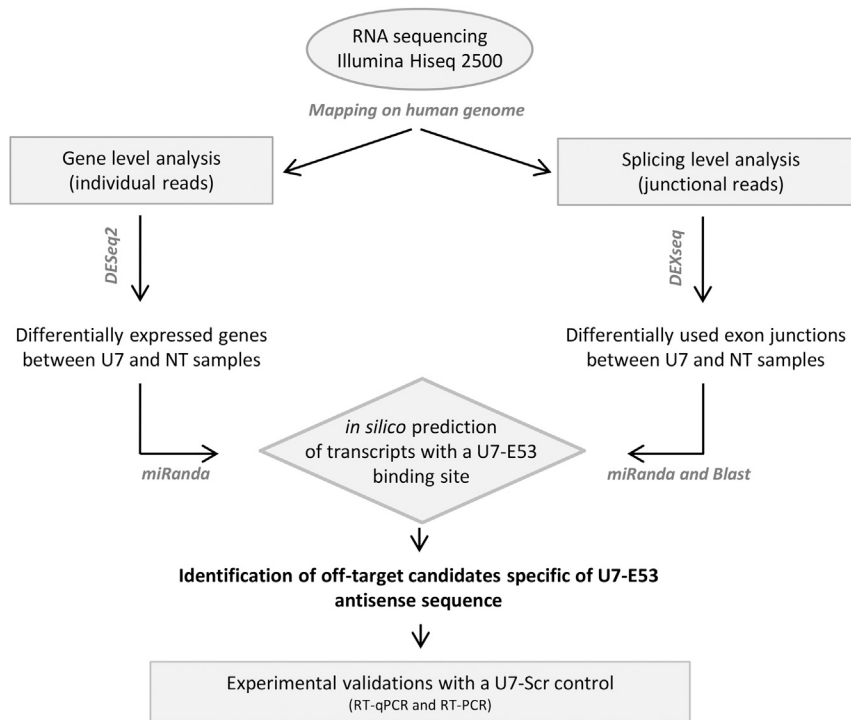 RNA sequencing
Illumina Hiseq 2500
Mapping on human genome
Gene level analysis
(individual reads)
Splicing level analysis
(junctional reads)
DESeq2
DEXseq
Differentially expressed genes
between U7 and NT samples
Differentially used exon junctions
between U7 and NT samples
in silico prediction
of transcripts with a U7-E53
binding site
miRanda
miRanda and Blast
Identification of off-target candidates specific of U7-E53
antisense sequence
Experimental validations with a U7-Scr control
(RT-qPCR and RT-PCR)